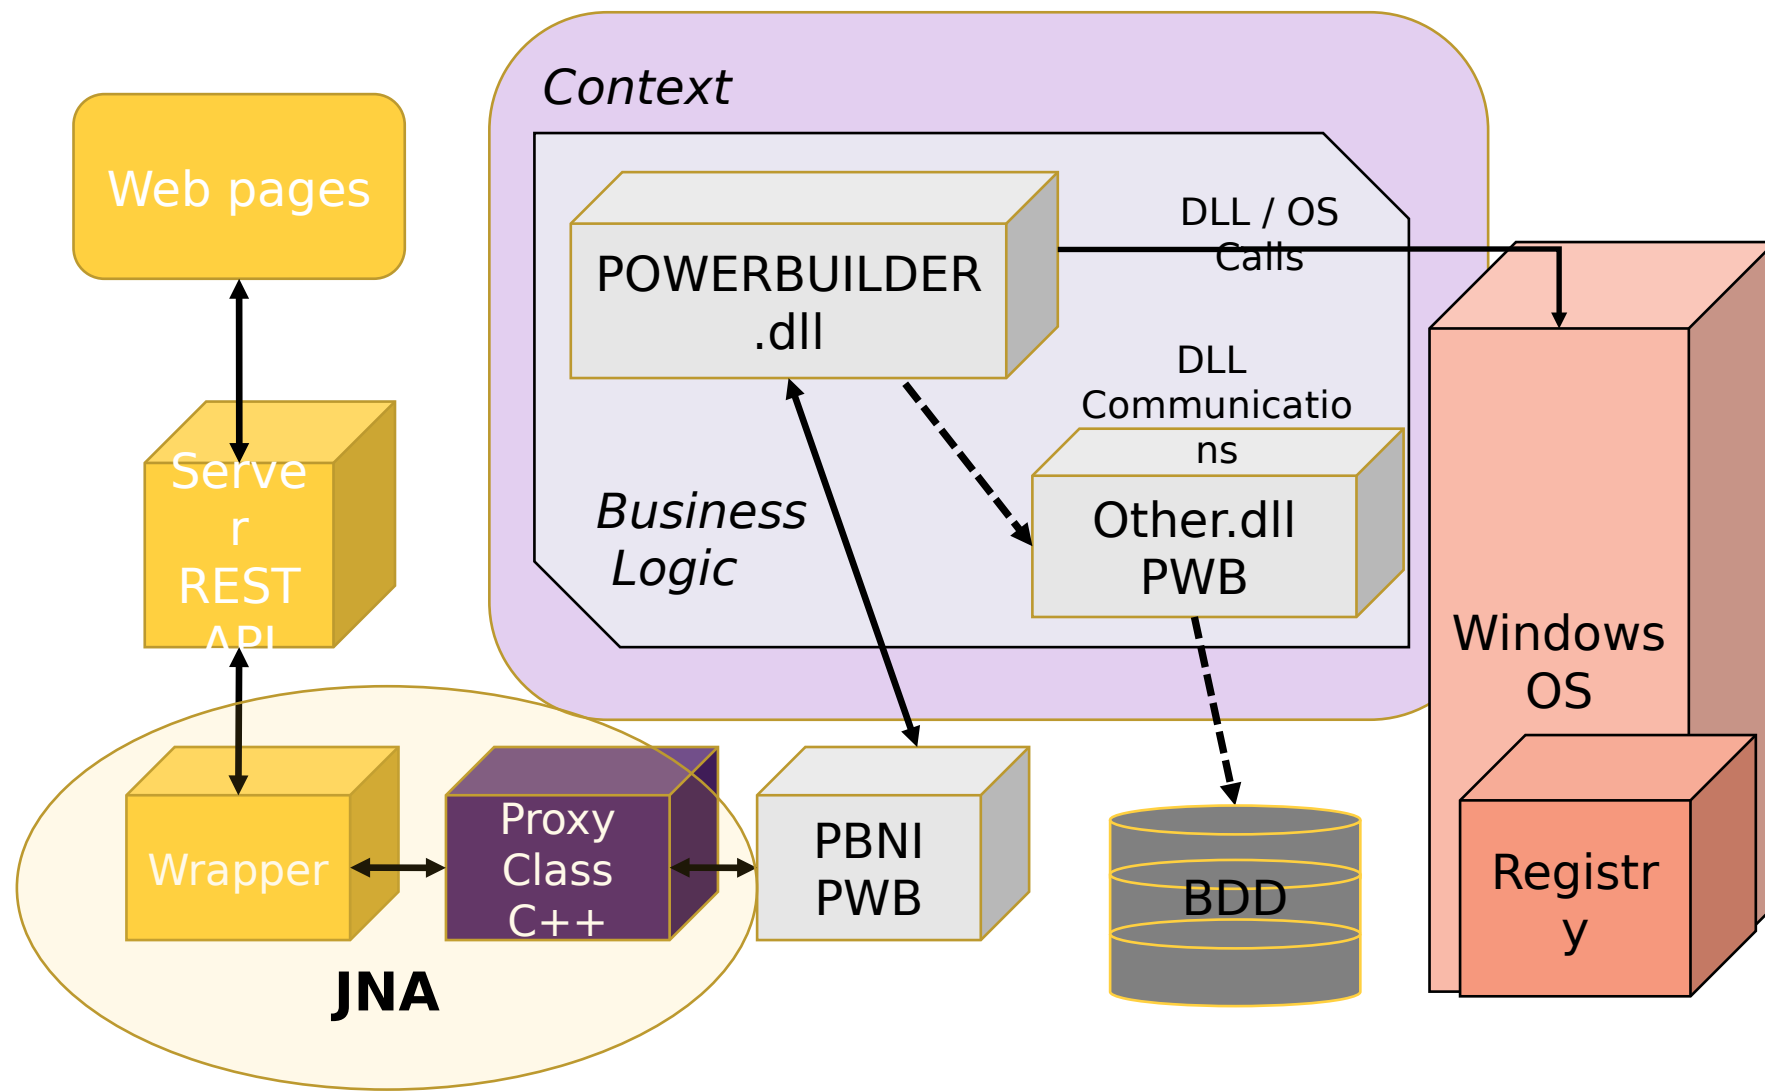 Context
Web pages
DLL / OS
Calls
POWERBUILDER
.dll
DLL
Communicatio
ns
Serve
r
REST
API
Business
Logic
Other.dll
PWB
Windows
OS
Wrapper
Proxy
Class
C++
PBNI
PWB
BDD
Registr
y
JNA